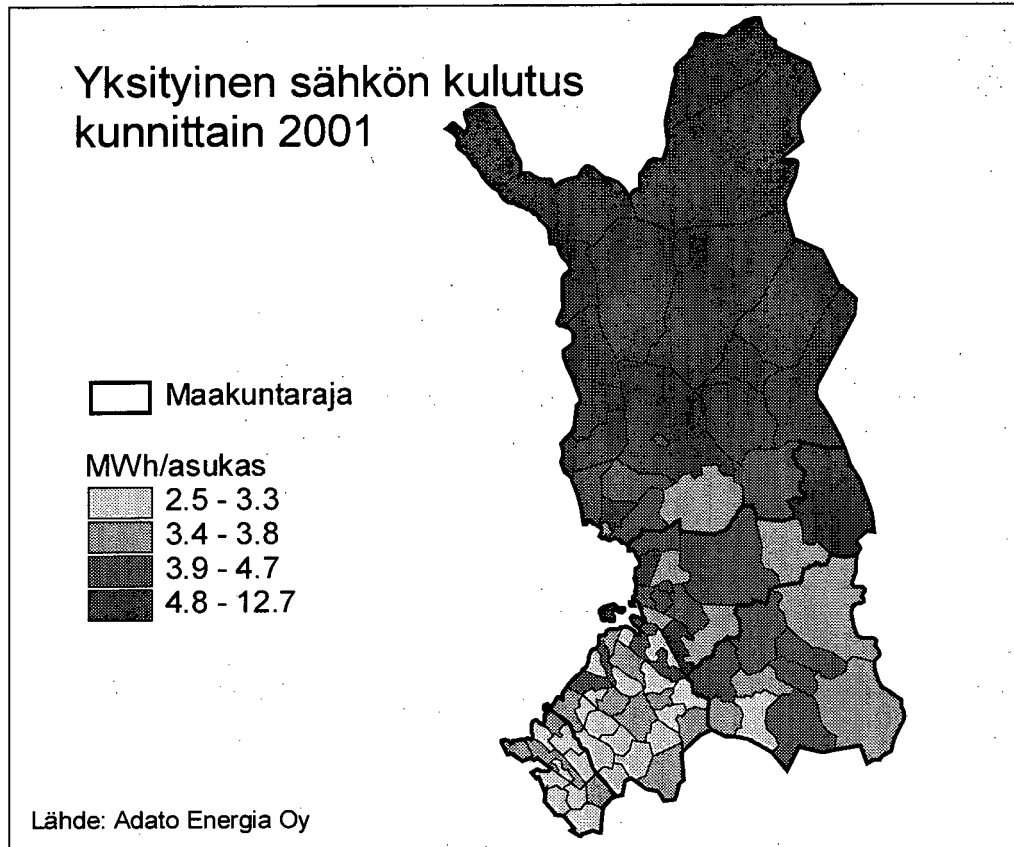 Yksityinen sähkön kulutus
kunnittain 2001
Maakuntaraja
MWh/asukas
2.5 - 3.3
3.4 - 3.8
3.9 - 4.7
4.8 - 12.7
Lähde: Adato Energia Oy